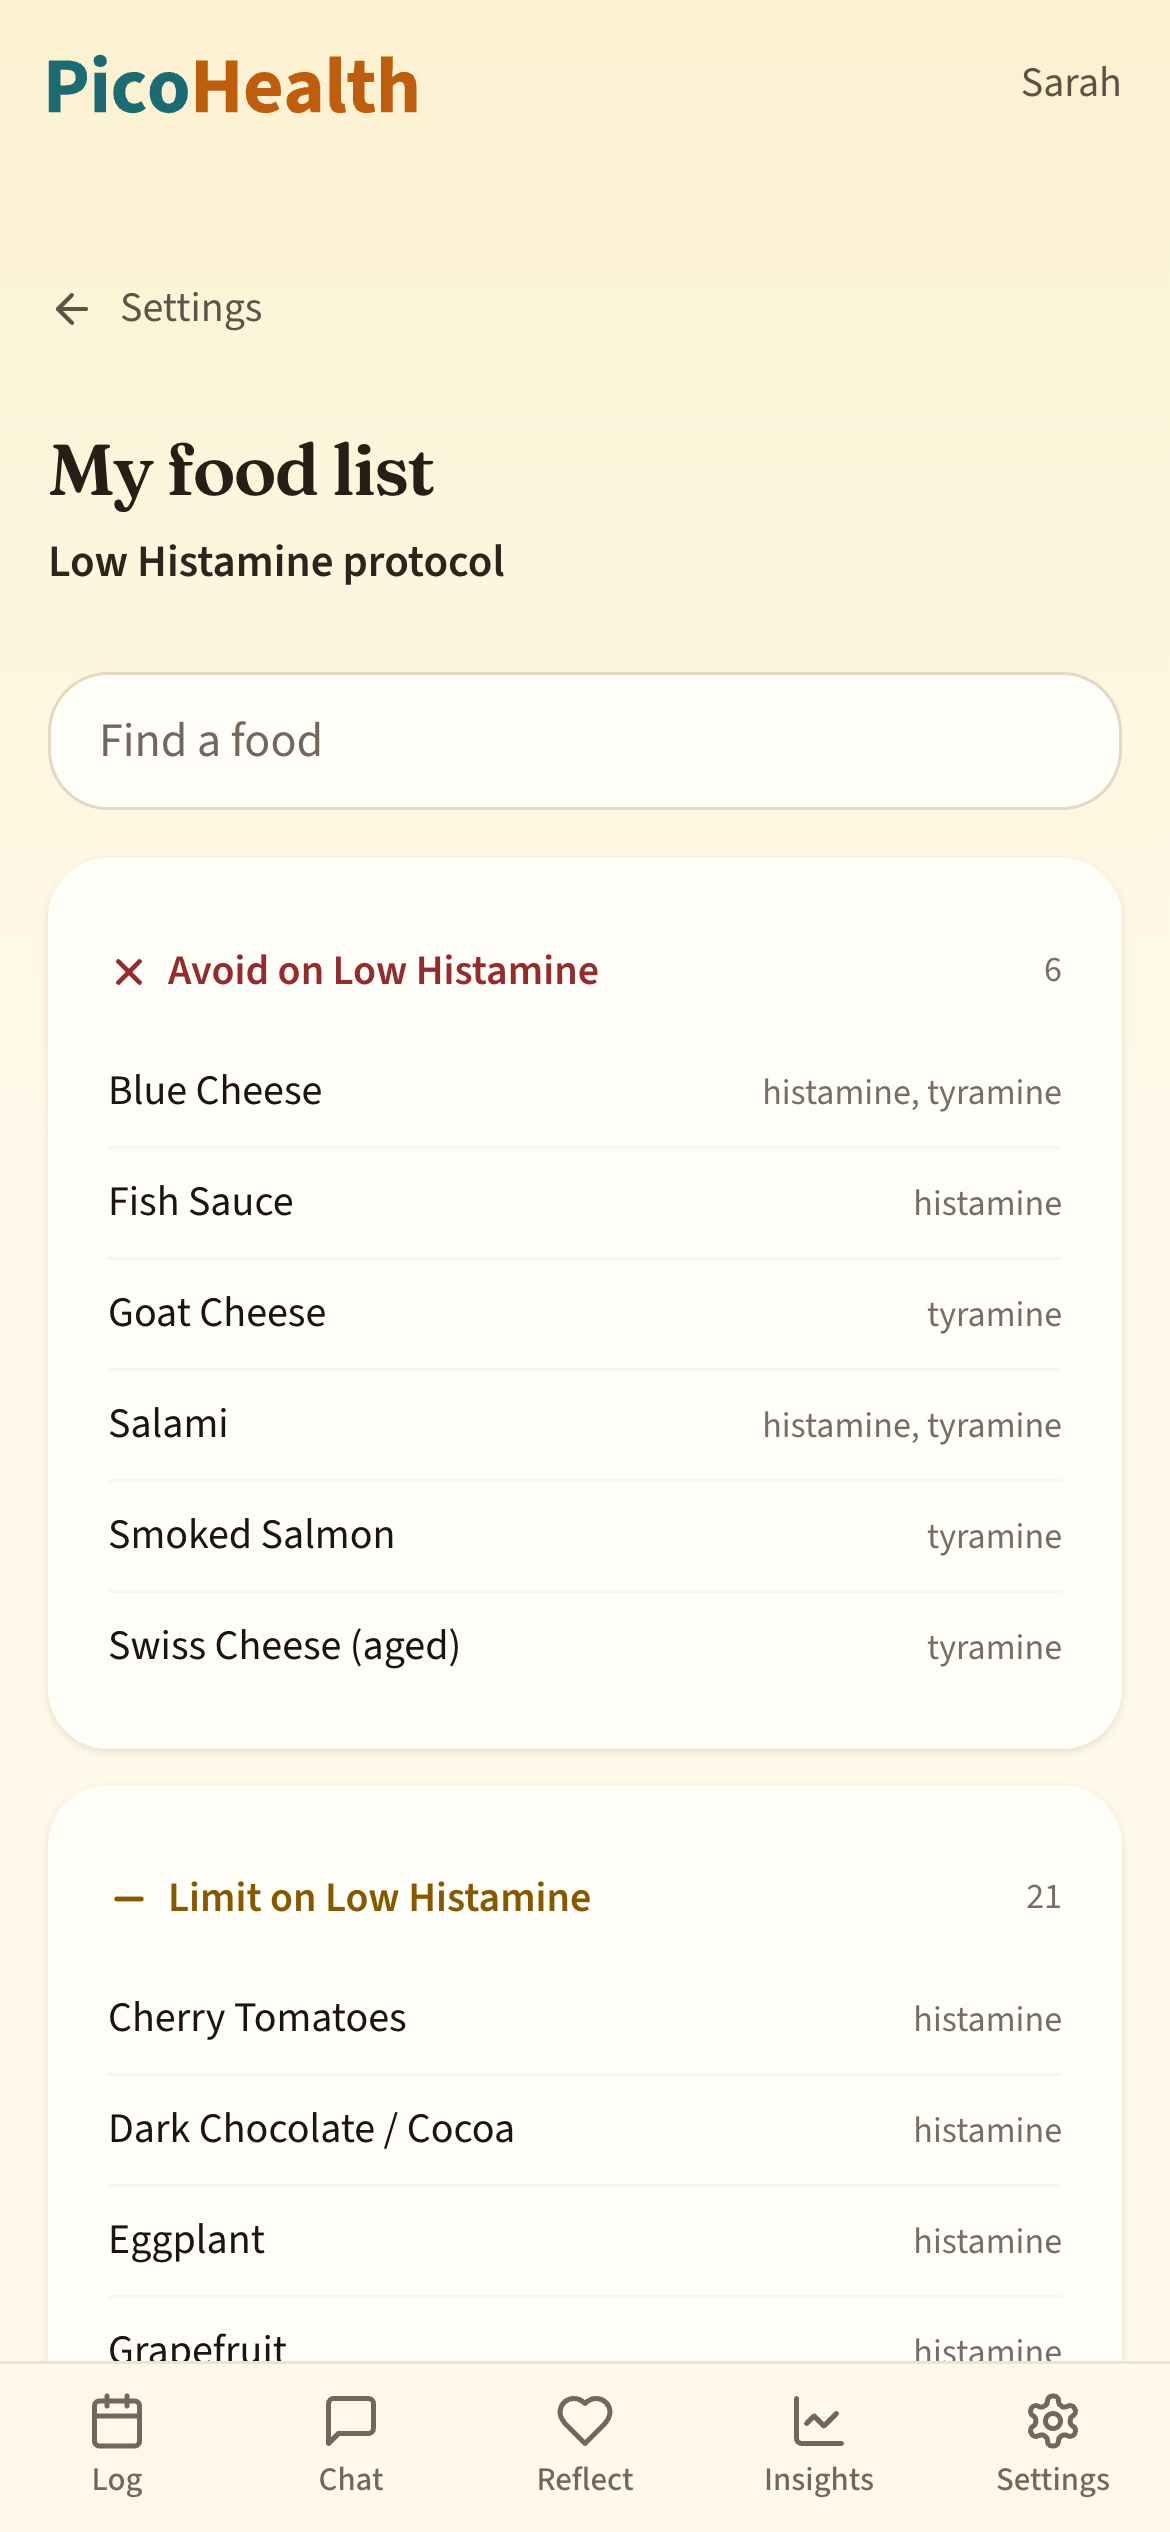 PicoHealth
Sarah
Settings
My food list
Low Histamine protocol
Find a food
Avoid on Low Histamine 6
Blue Cheese histamine, tyramine
Fish Sauce histamine
Goat Cheese tyramine
Salami histamine, tyramine
Smoked Salmon tyramine
Swiss Cheese (aged) tyramine
Limit on Low Histamine 21
Cherry Tomatoes histamine
Dark Chocolate / Cocoa histamine
Eggplant histamine
Grapefruit histamine
Log Chat Reflect Insights Settings